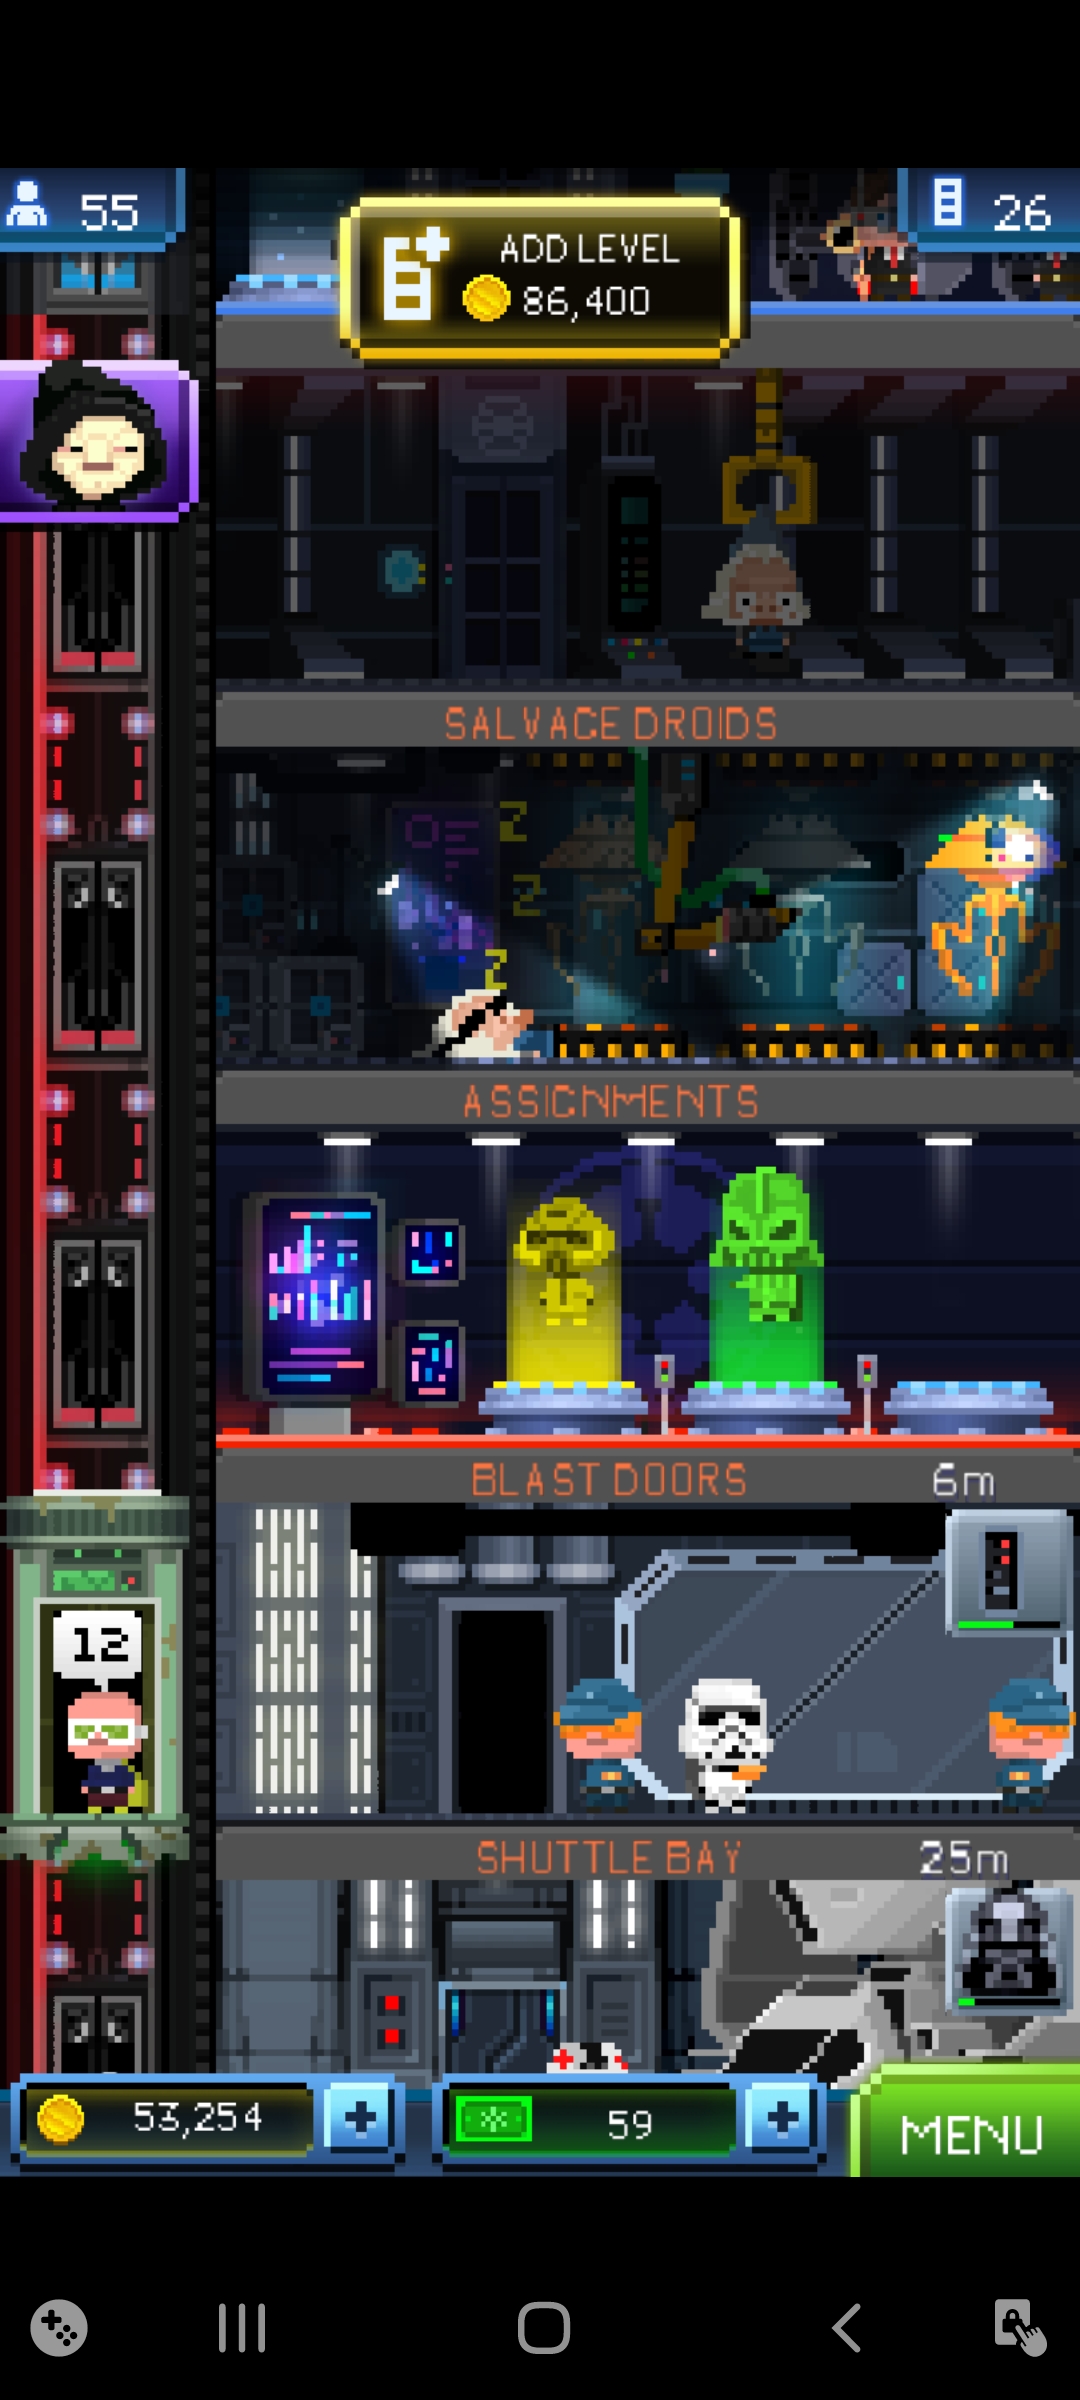 55
26
ADD LEVEL
86,400
SALVAGE DROIDS
Z
Z
Z
ASSIGNMENTS
BLAST DOORS 6m
12
SHUTTLE BAY 25m
53,254
59
MENU